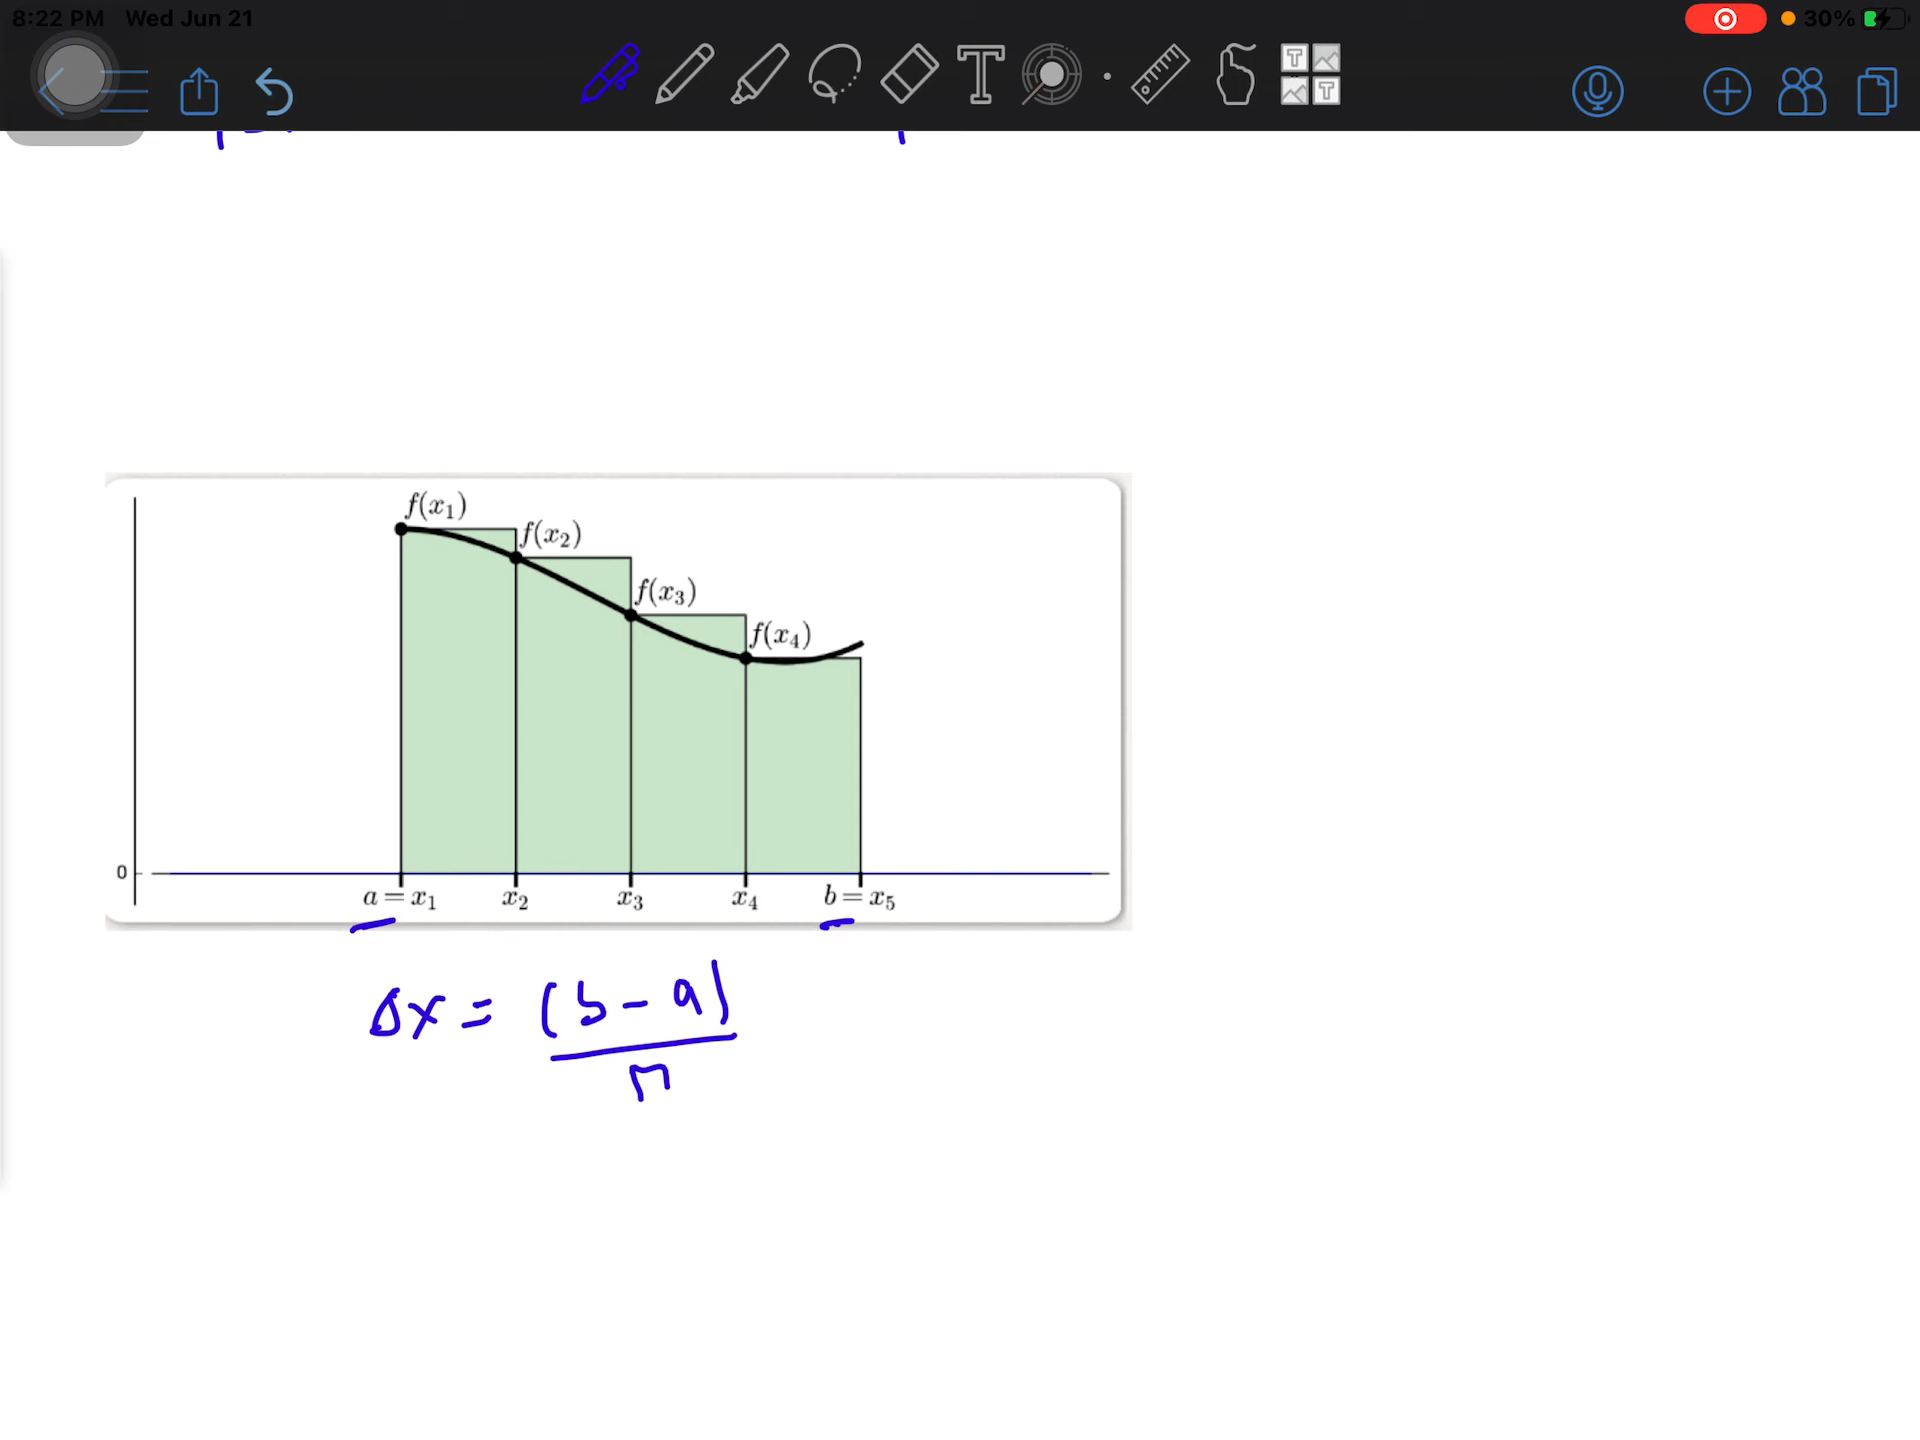 8:22 PM Wed Jun 21
30%
f(x₁)
f(x₂)
f(x₃)
f(x₄)
0
a = x₁ x₂ x₃ x₄ b = x₅
Δx = (b - a)
n